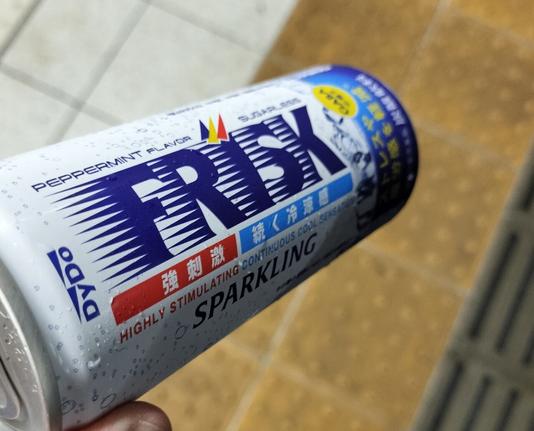 PEPPERMINT FLAVOR SUGARLESS
FRISK
強刺激 続く冷涼感
HIGHLY STIMULATING CONTINUOUS COOL SENSATION
SPARKLING
DyDo